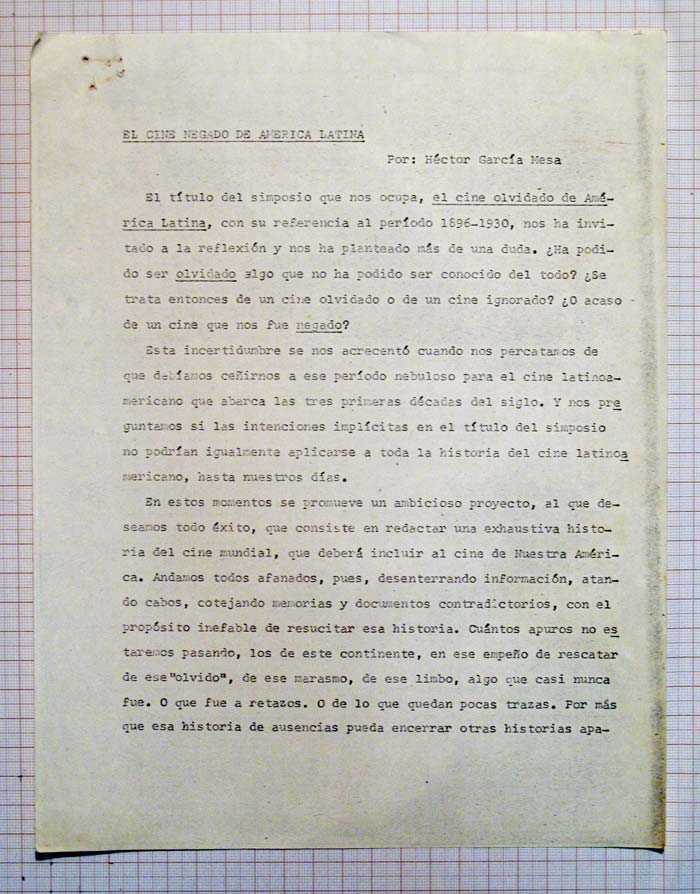 EL CINE NEGADO DE AMERICA LATINA
Por: Héctor García Mesa
El título del simposio que nos ocupa, el cine olvidado de Amé-
rica Latina, con su referencia al período 1896-1930, nos ha invi-
tado a la reflexión y nos ha planteado más de una duda. ¿Ha podi-
do ser olvidado algo que no ha podido ser conocido del todo? ¿Se
trata entonces de un cine olvidado o de un cine ignorado? ¿O acaso
de un cine que nos fue negado?
Esta incertidumbre se nos acrecentó cuando nos percatamos de
que debíamos ceñirnos a ese período nebuloso para el cine latinoa-
mericano que abarca las tres primeras décadas del siglo. Y nos pre
guntamos si las intenciones implícitas en el título del simposio
no podrían igualmente aplicarse a toda la historia del cine latinoa
mericano, hasta nuestros días.
En estos momentos se promueve un ambicioso proyecto, al que de-
seamos todo éxito, que consiste en redactar una exhaustiva histo-
ria del cine mundial, que deberá incluir al cine de Nuestra Améri-
ca. Andamos todos afanados, pues, desenterrando información, atan-
do cabos, cotejando memorias y documentos contradictorios, con el
propósito inefable de resucitar esa historia. Cuántos apuros no es
taremos pasando, los de este continente, en ese empeño de rescatar
de ese"olvido", de ese marasmo, de ese limbo, algo que casi nunca
fue. O que fue a retazos. O de lo que quedan pocas trazas. Por más
que esa historia de ausencias pueda encerrar otras historias apa-